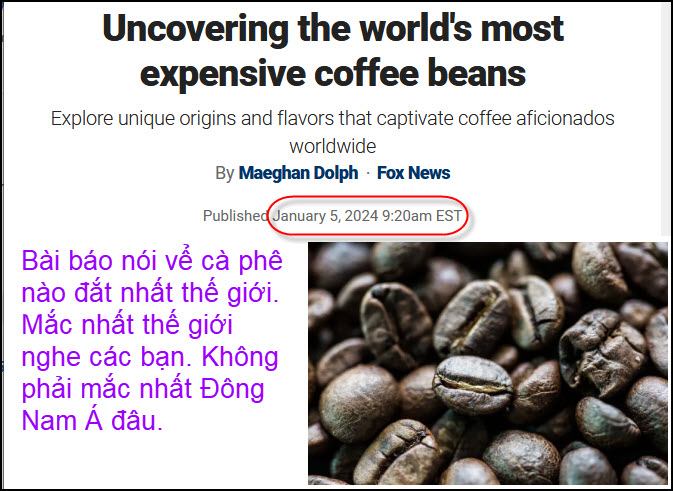 Uncovering the world's most
expensive coffee beans
Explore unique origins and flavors that captivate coffee aficionados
worldwide
By Maeghan Dolph · Fox News
Published January 5, 2024 9:20am EST
Bài báo nói vể cà phê
nào đắt nhất thế giới.
Mắc nhất thế giới
nghe các bạn. Không
phải mắc nhất Đông
Nam Á đâu.